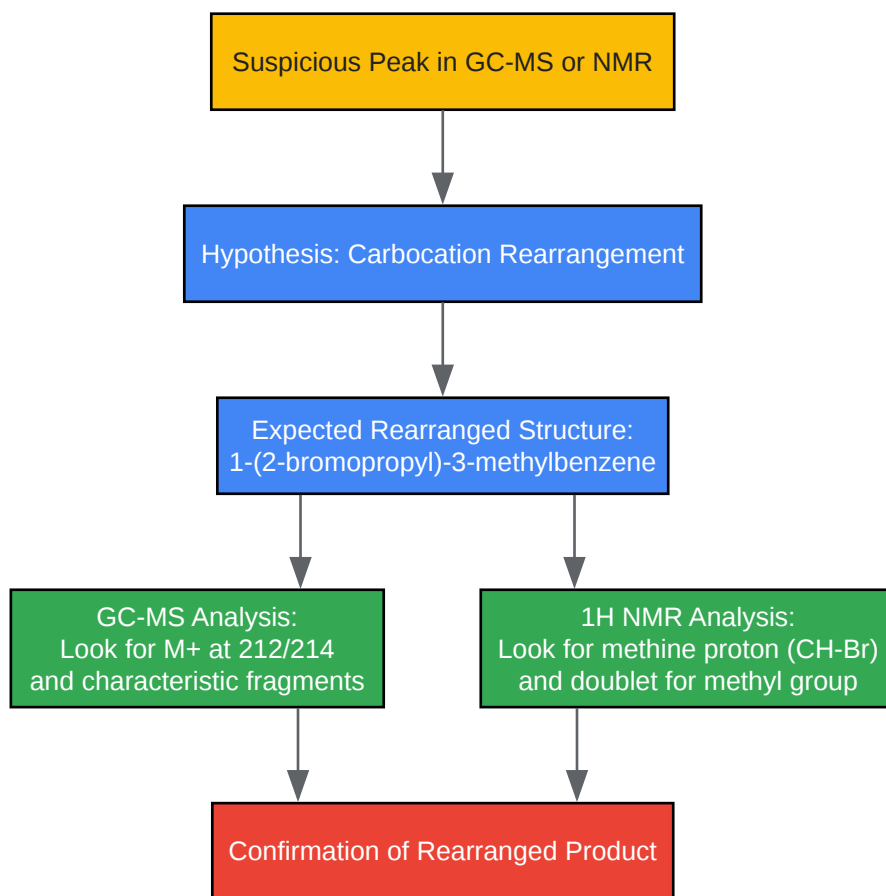 Suspicious Peak in GC-MS or NMR
Hypothesis: Carbocation Rearrangement
Expected Rearranged Structure:
1-(2-bromopropyl)-3-methylbenzene
GC-MS Analysis:
Look for M+ at 212/214
and characteristic fragments
1H NMR Analysis:
Look for methine proton (CH-Br)
and doublet for methyl group
Confirmation of Rearranged Product